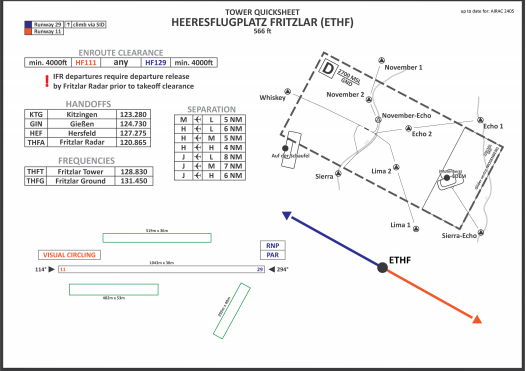 TOWER QUICKSHEET
HEERESFLUGPLATZ FRITZLAR (ETHF)
566 ft
up to date for: AIRAC 2405
Runway 29 | ↑ climb via SID
Runway 11
ENROUTE CLEARANCE
min. 4000ft HF111 any HF129 min. 4000ft
! IFR departures require departure release
by Fritzlar Radar prior to takeoff clearance
HANDOFFS
KTG Kitzingen 123.280
GIN Gießen 124.730
HEF Hersfeld 127.275
THFA Fritzlar Radar 120.865
FREQUENCIES
THFT Fritzlar Tower 128.830
THFG Fritzlar Ground 131.450
SEPARATION
M ← L 5 NM
H ← L 6 NM
H ← M 5 NM
H ← H 4 NM
J ← L 8 NM
J ← M 7 NM
J ← H 6 NM
D
2700 MSL
GND
November 1
November 2
Whiskey
November-Echo
Echo 2
Echo 1
Auf der Schaufel
Sierra
Lima 2
Lima 1
Sierra-Echo
ETHF
RNP
PAR
VISUAL CIRCLING
114° 11 29 294°